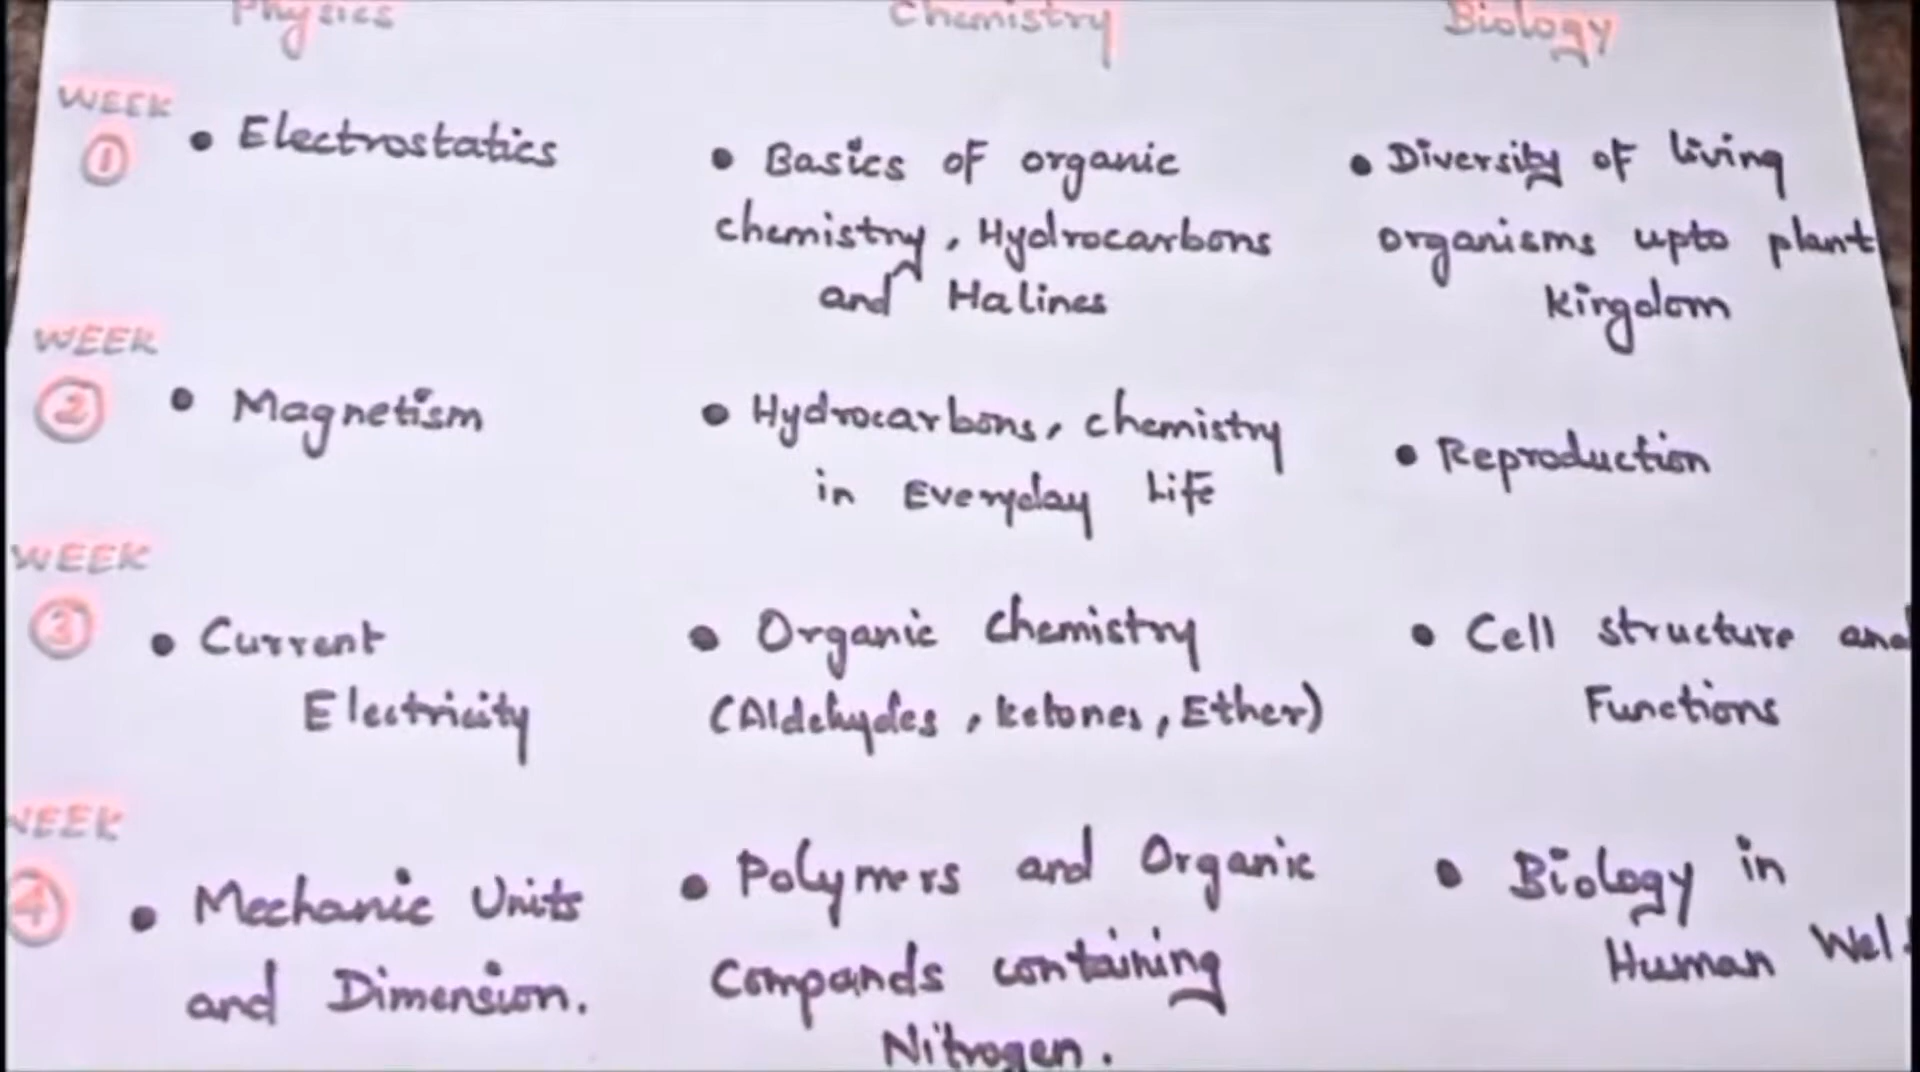 Physics Chemistry Biology
WEEK
① • Electrostatics
• Basics of organic
chemistry, Hydrocarbons
and Halines
• Diversity of living
organisms upto plant
kingdom
WEEK
② • Magnetism
• Hydrocarbons, chemistry
in Everyday Life
• Reproduction
WEEK
③ • Current
Electricity
• Organic chemistry
(Aldehydes, ketones, Ether)
• Cell structure and
Functions
WEEK
④ • Mechanic Units
and Dimension.
• Polymers and Organic
Compands containing
Nitrogen.
• Biology in
Human